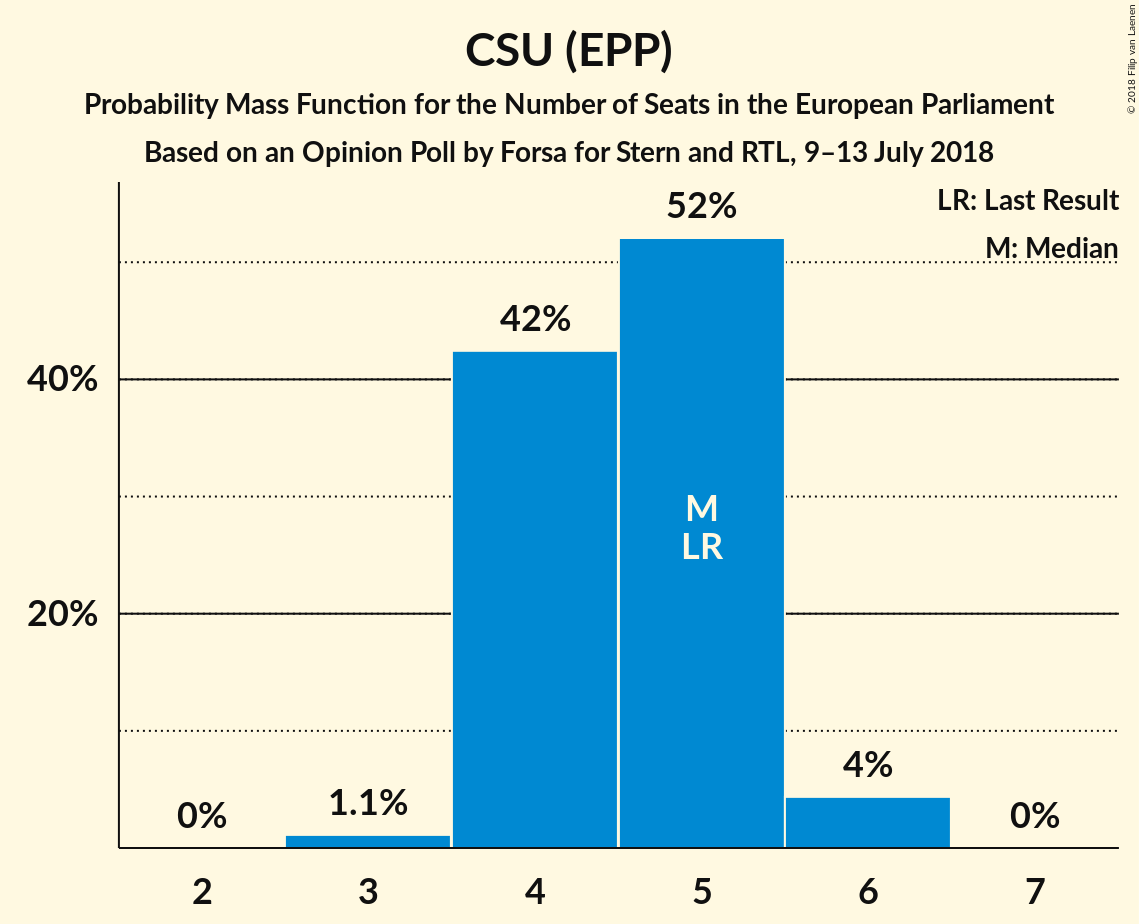 CSU (EPP)
Probability Mass Function for the Number of Seats in the European Parliament
Based on an Opinion Poll by Forsa for Stern and RTL, 9–13 July 2018
© 2018 Filip van Laenen
LR: Last Result
M: Median
52%
42%
40%
M
LR
20%
4%
1.1%
0%
0%
2 3 4 5 6 7